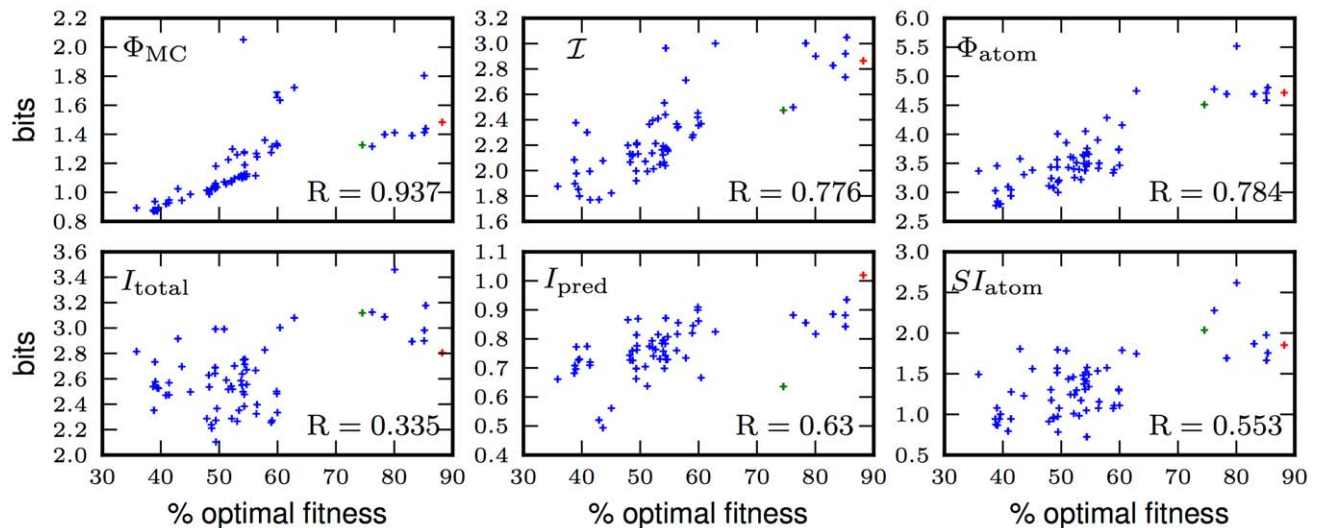 2.2
2.0
1.8
1.6
1.4
1.2
1.0
0.8
bits
Φ_MC
R = 0.937
3.2
3.0
2.8
2.6
2.4
2.2
2.0
1.8
1.6
ℐ
R = 0.776
6.0
5.5
5.0
4.5
4.0
3.5
3.0
2.5
Φ_atom
R = 0.784
3.6
3.4
3.2
3.0
2.8
2.6
2.4
2.2
2.0
bits
I_total
R = 0.335
30 40 50 60 70 80 90
% optimal fitness
1.1
1.0
0.9
0.8
0.7
0.6
0.5
0.4
I_pred
R = 0.63
30 40 50 60 70 80 90
% optimal fitness
3.0
2.5
2.0
1.5
1.0
0.5
SI_atom
R = 0.553
30 40 50 60 70 80 90
% optimal fitness